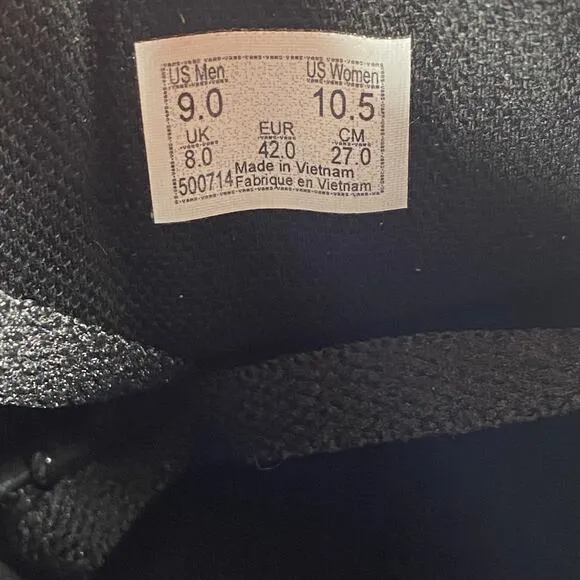 US Men. US Women
9.0 10.5
UK EUR CM
8.0 42.0 27.0
Made in Vietnam
500714 Fabrique en Vietnam